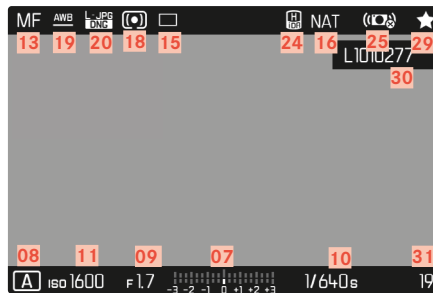 MF AWB L-JPG DNG H IDR NAT
13 19 20 18 15 24 16 25 29
L1010277
30
08 11 09 07 10 31
A ISO 1600 F 1.7 -3 -2 -1 0 +1 +2 +3 1/640s 19